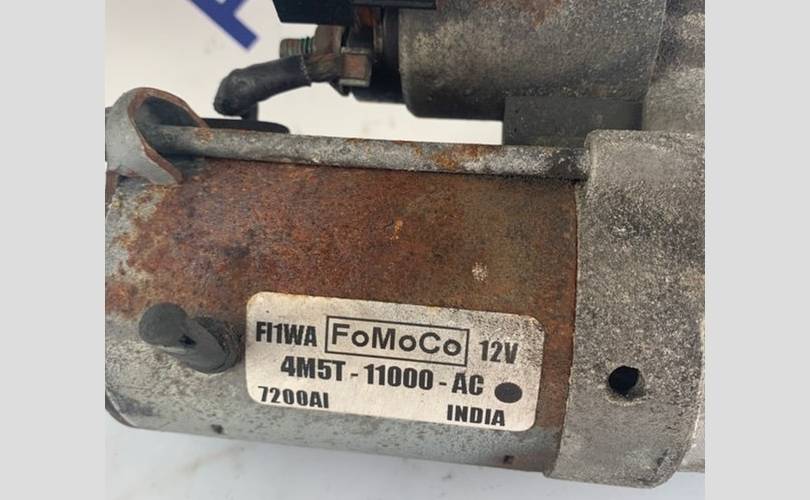 FI1WA FoMoCo 12V
4M5T - 11000 - AC
7200AI INDIA